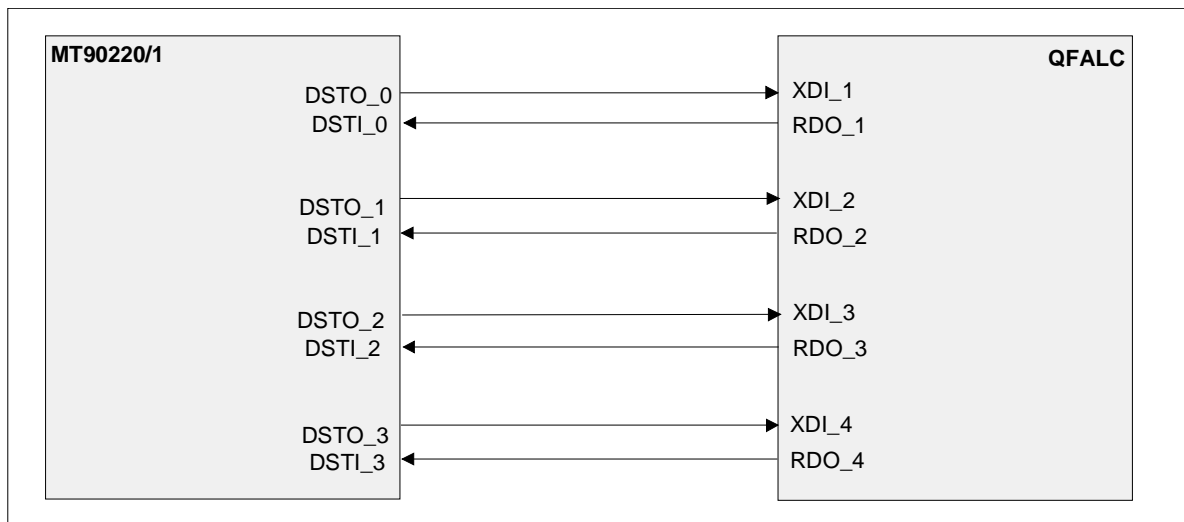 MT90220/1
QFALC
DSTO_0
XDI_1
DSTI_0
RDO_1
DSTO_1
XDI_2
DSTI_1
RDO_2
DSTO_2
XDI_3
DSTI_2
RDO_3
DSTO_3
XDI_4
DSTI_3
RDO_4